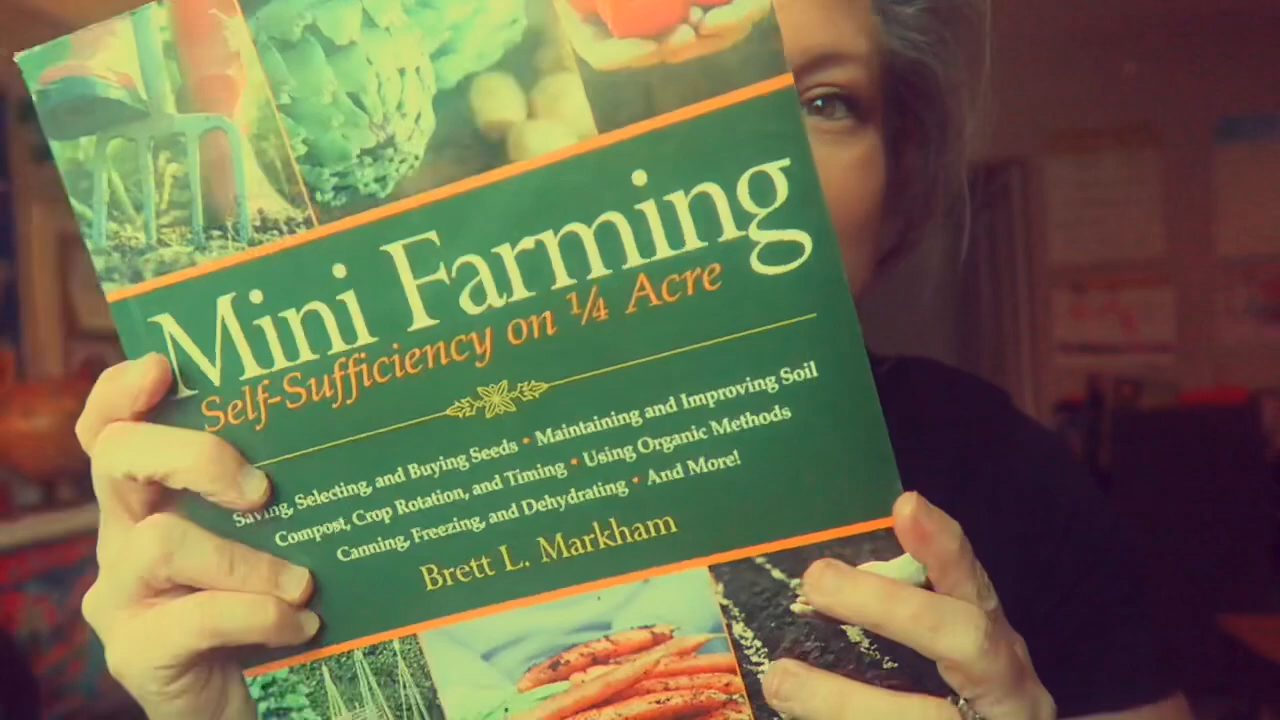 Mini Farming
Self-Sufficiency on ¼ Acre
Saving, Selecting, and Buying Seeds • Maintaining and Improving Soil
Compost, Crop Rotation, and Timing • Using Organic Methods
Canning, Freezing, and Dehydrating • And More!
Brett L. Markham